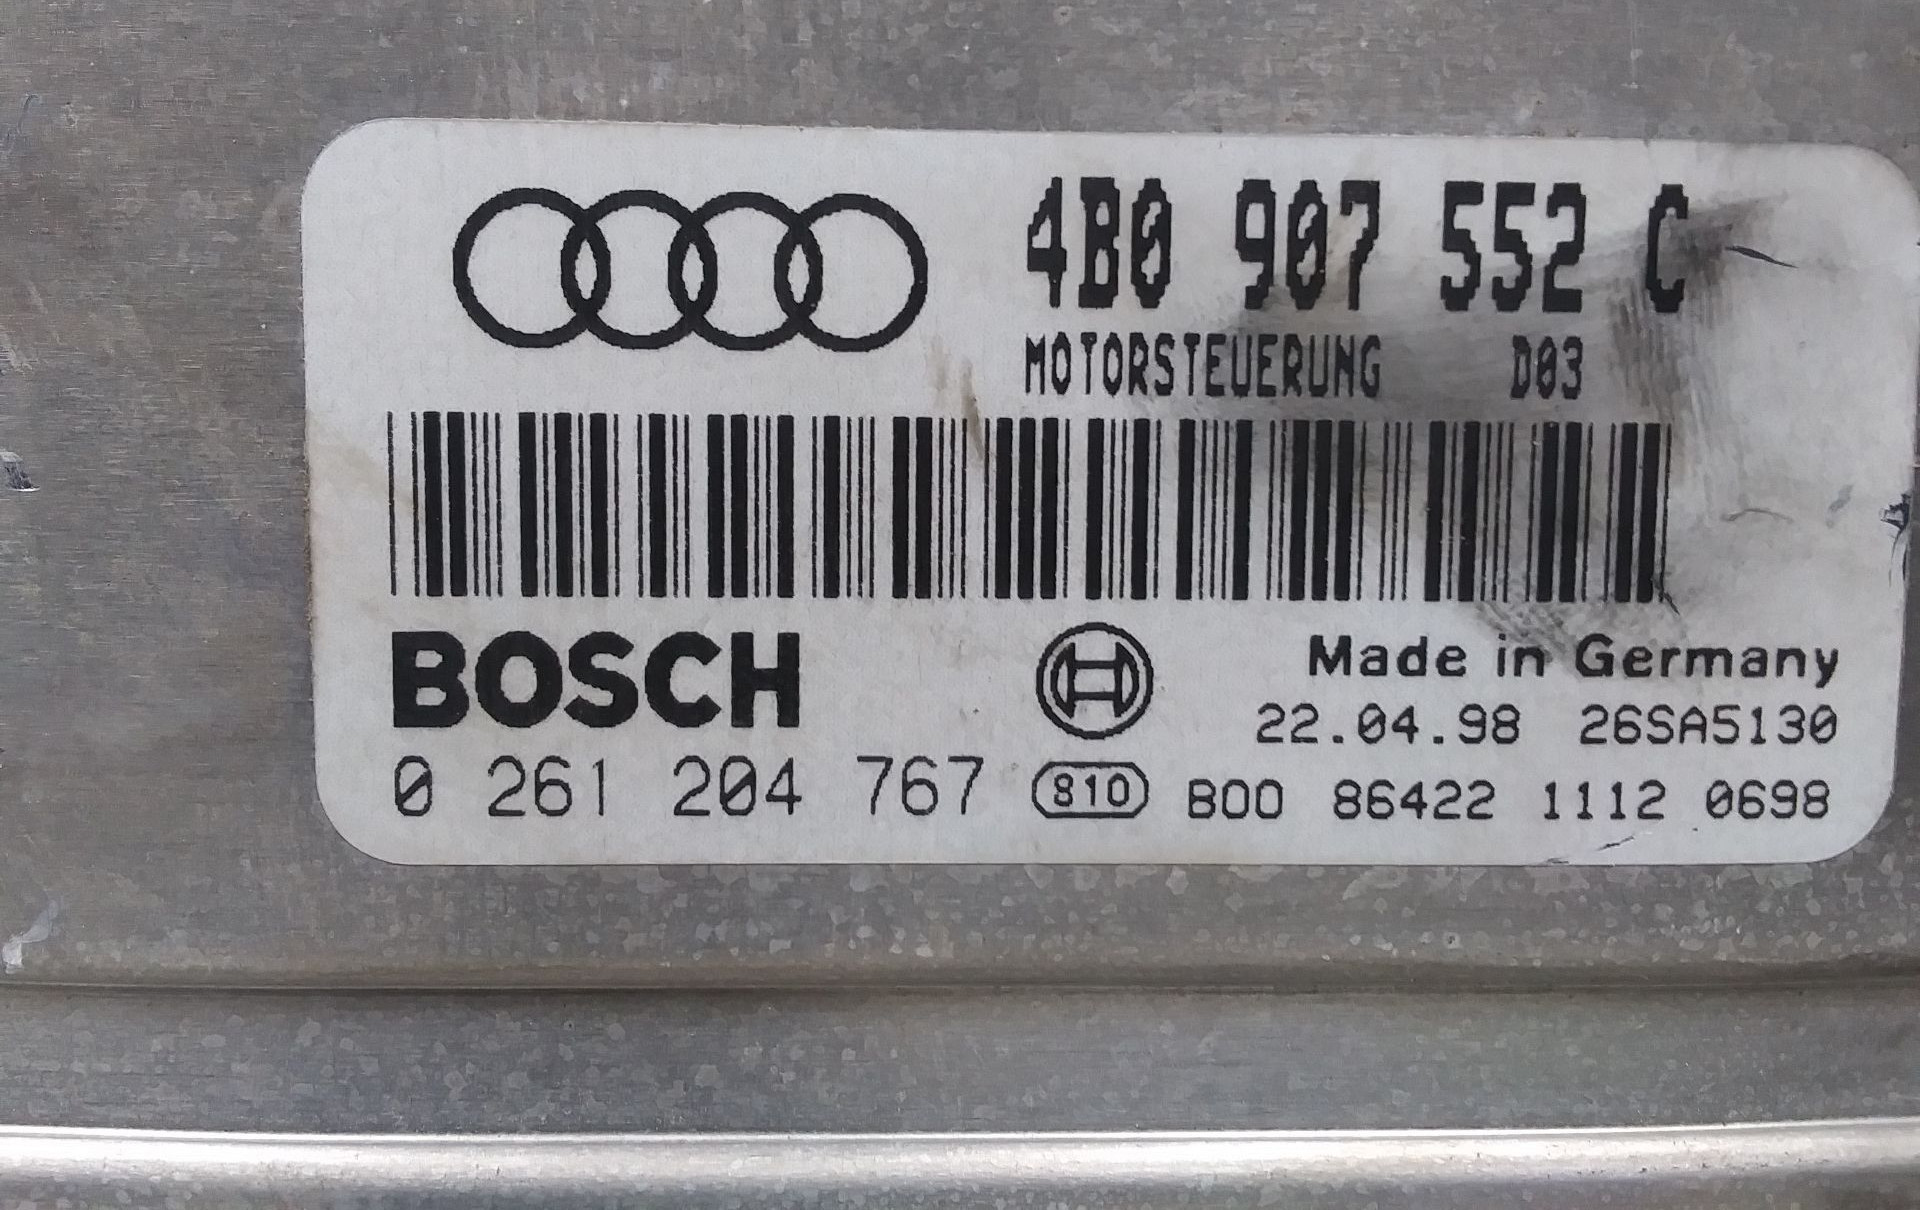 4B0 907 552 C
MOTORSTEUERUNG D03
BOSCH
Made in Germany
22.04.98 26SA5130
0 261 204 767 810 B00 86422 1112 0698